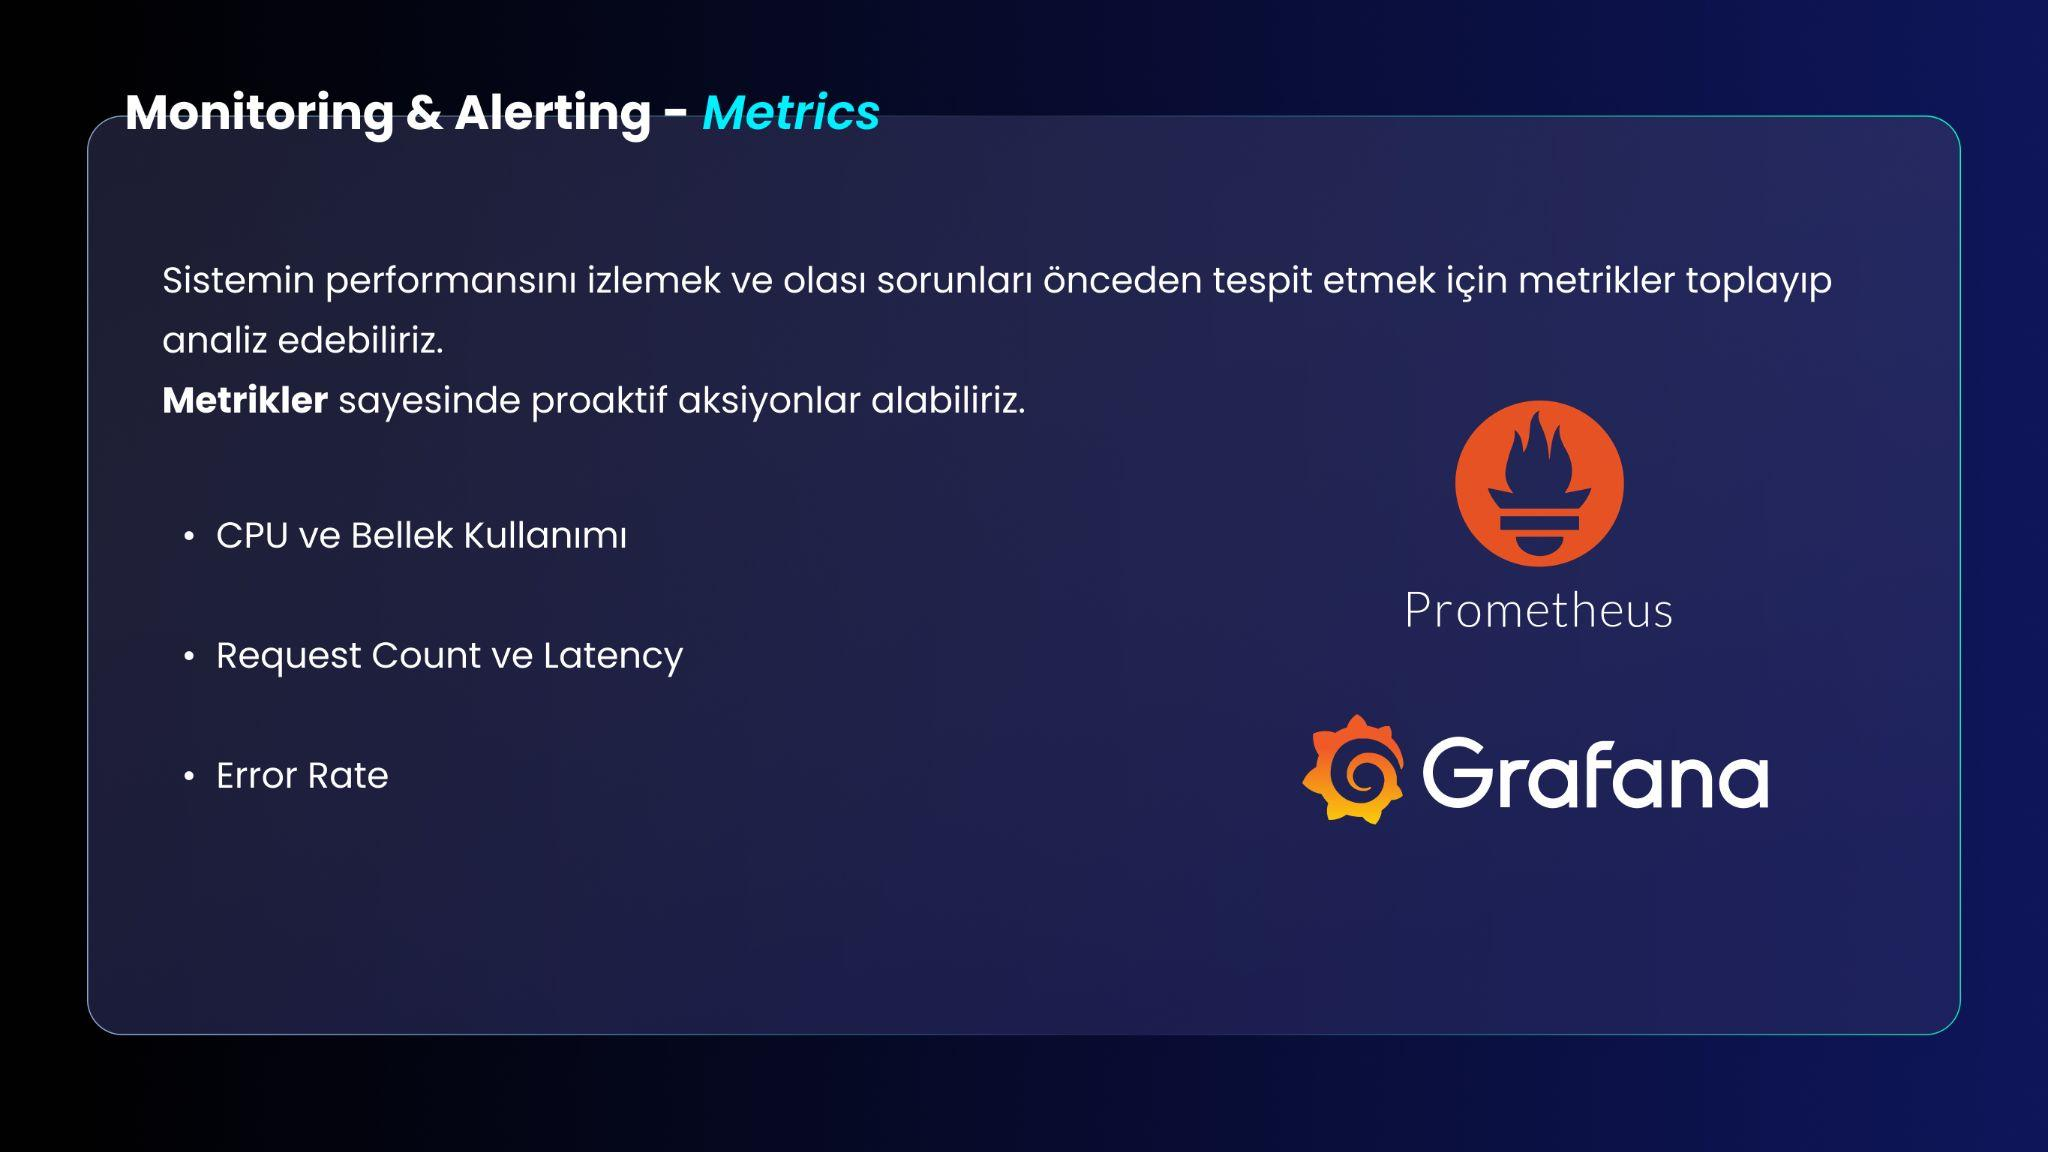 Monitoring & Alerting - Metrics
Sistemin performansını izlemek ve olası sorunları önceden tespit etmek için metrikler toplayıp
analiz edebiliriz.
Metrikler sayesinde proaktif aksiyonlar alabiliriz.
• CPU ve Bellek Kullanımı
• Request Count ve Latency
• Error Rate
Prometheus
Grafana